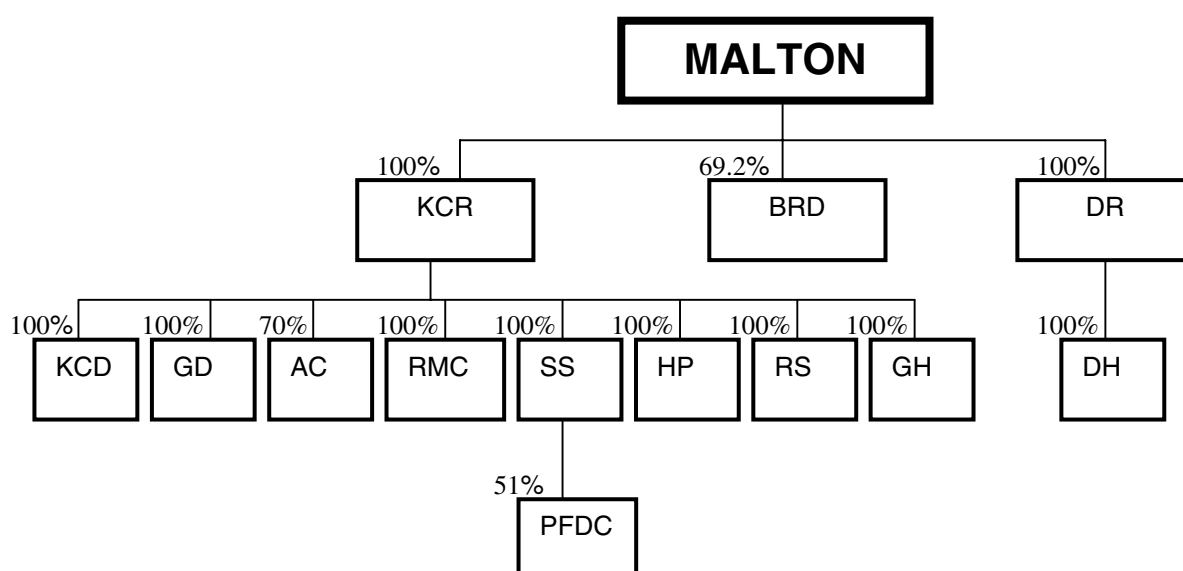 MALTON
100% 69.2% 100%
KCR BRD DR
100% 100% 70% 100% 100% 100% 100% 100% 100%
KCD GD AC RMC SS HP RS GH DH
51%
PFDC